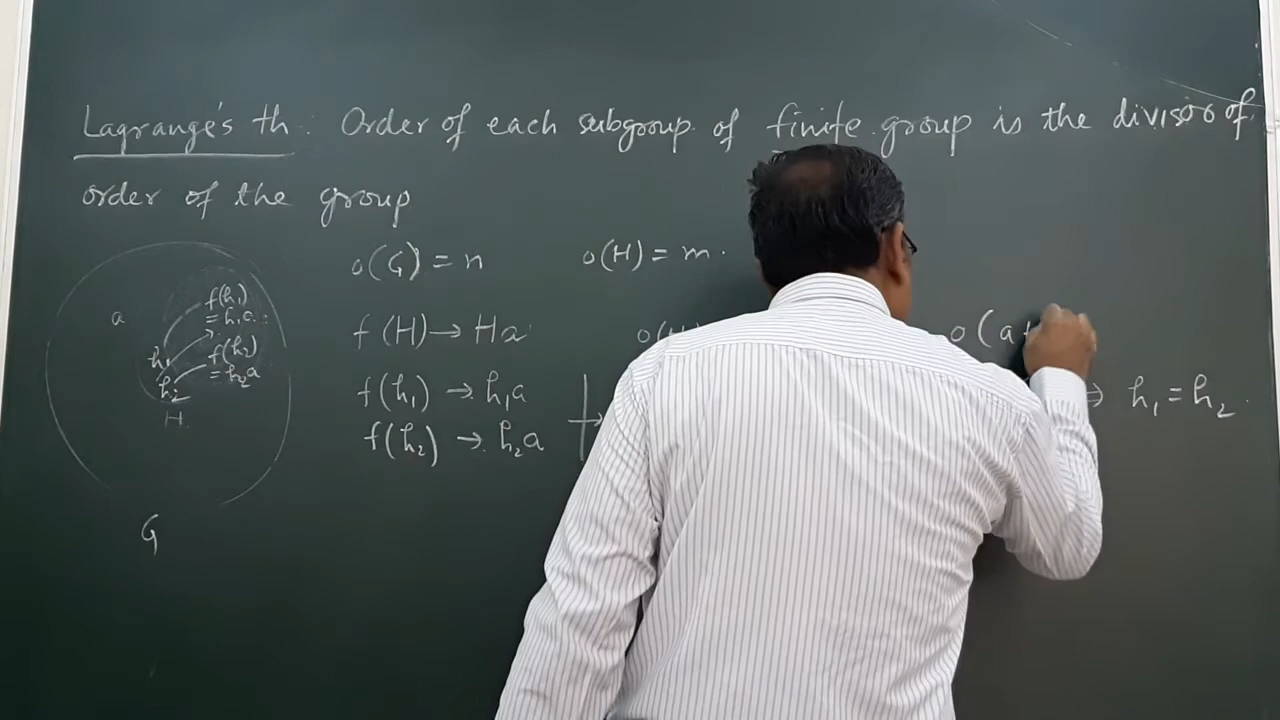 Lagrange's th: Order of each subgroup of finite group is the divisor of
order of the group
o(G) = n o(H) = m.
f(H) → Ha o(H) o(a
f(h₁) → h₁a
f(h₂) → h₂a ⇒ h₁ = h₂.
a
f(h₁)
= h₁a
f(h₂)
= h₂a
h₁
h₂
H
G